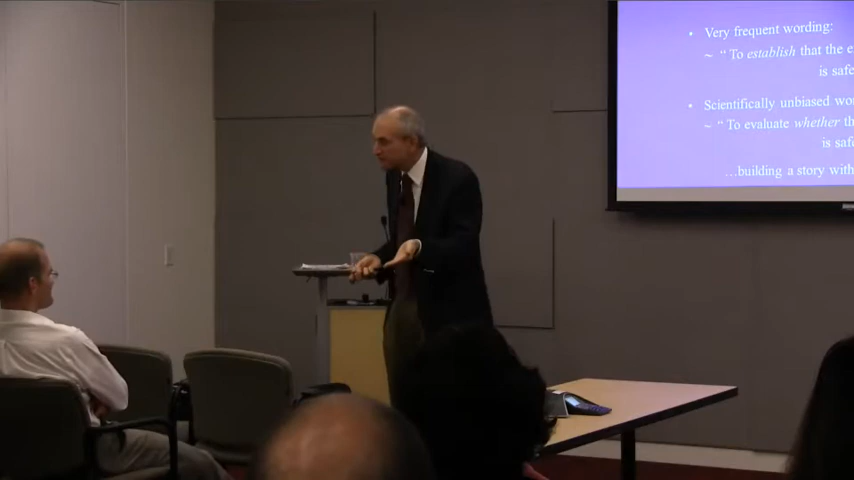 • Very frequent wording:
~ " To establish that the e
is safe
• Scientifically unbiased wo
~ " To evaluate whether th
is safe
…building a story with